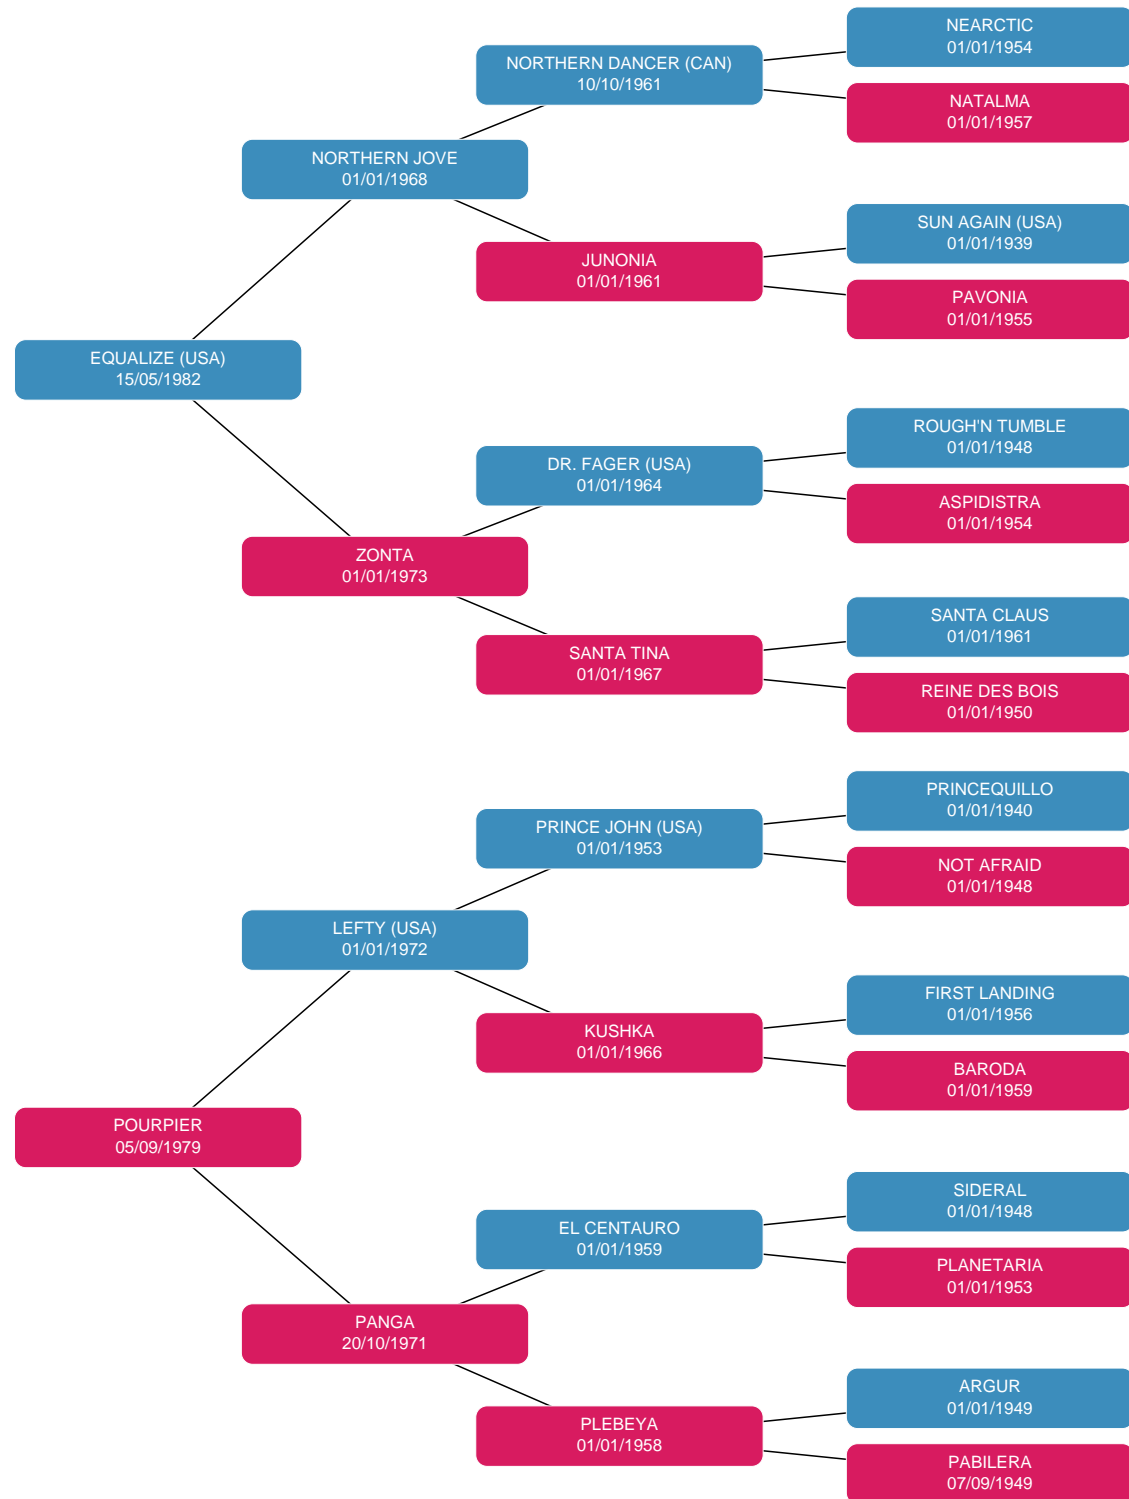 NEARCTIC
01/01/1954
NORTHERN DANCER (CAN)
10/10/1961
NATALMA
01/01/1957
NORTHERN JOVE
01/01/1968
SUN AGAIN (USA)
01/01/1939
JUNONIA
01/01/1961
PAVONIA
01/01/1955
EQUALIZE (USA)
15/05/1982
ROUGH'N TUMBLE
01/01/1948
DR. FAGER (USA)
01/01/1964
ASPIDISTRA
01/01/1954
ZONTA
01/01/1973
SANTA CLAUS
01/01/1961
SANTA TINA
01/01/1967
REINE DES BOIS
01/01/1950
PRINCEQUILLO
01/01/1940
PRINCE JOHN (USA)
01/01/1953
NOT AFRAID
01/01/1948
LEFTY (USA)
01/01/1972
FIRST LANDING
01/01/1956
KUSHKA
01/01/1966
BARODA
01/01/1959
POURPIER
05/09/1979
SIDERAL
01/01/1948
EL CENTAURO
01/01/1959
PLANETARIA
01/01/1953
PANGA
20/10/1971
ARGUR
01/01/1949
PLEBEYA
01/01/1958
PABILERA
07/09/1949